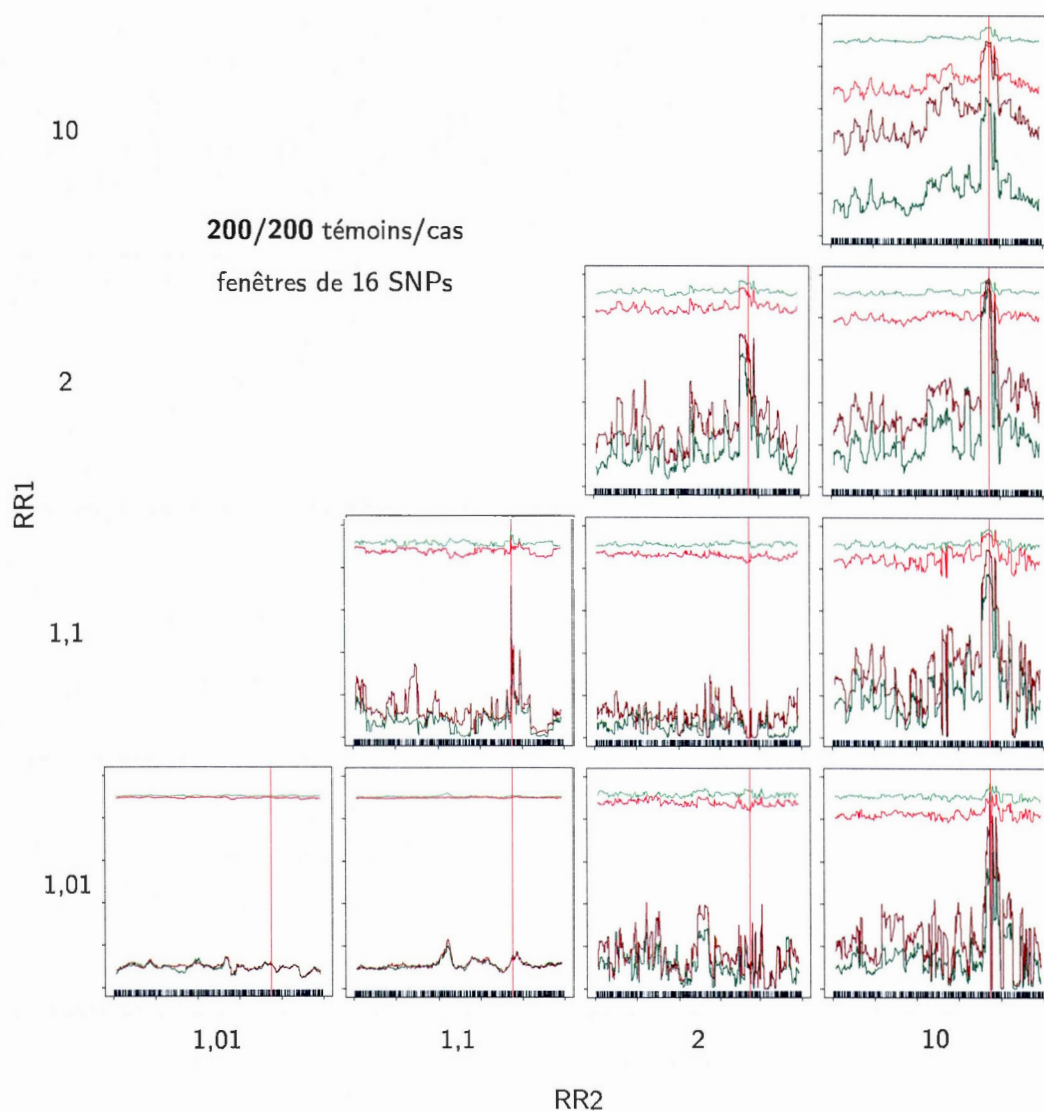 10
200/200 témoins/cas
fenêtres de 16 SNPs
2
RR1
1,1
1,01
1,01 1,1 2 10
RR2